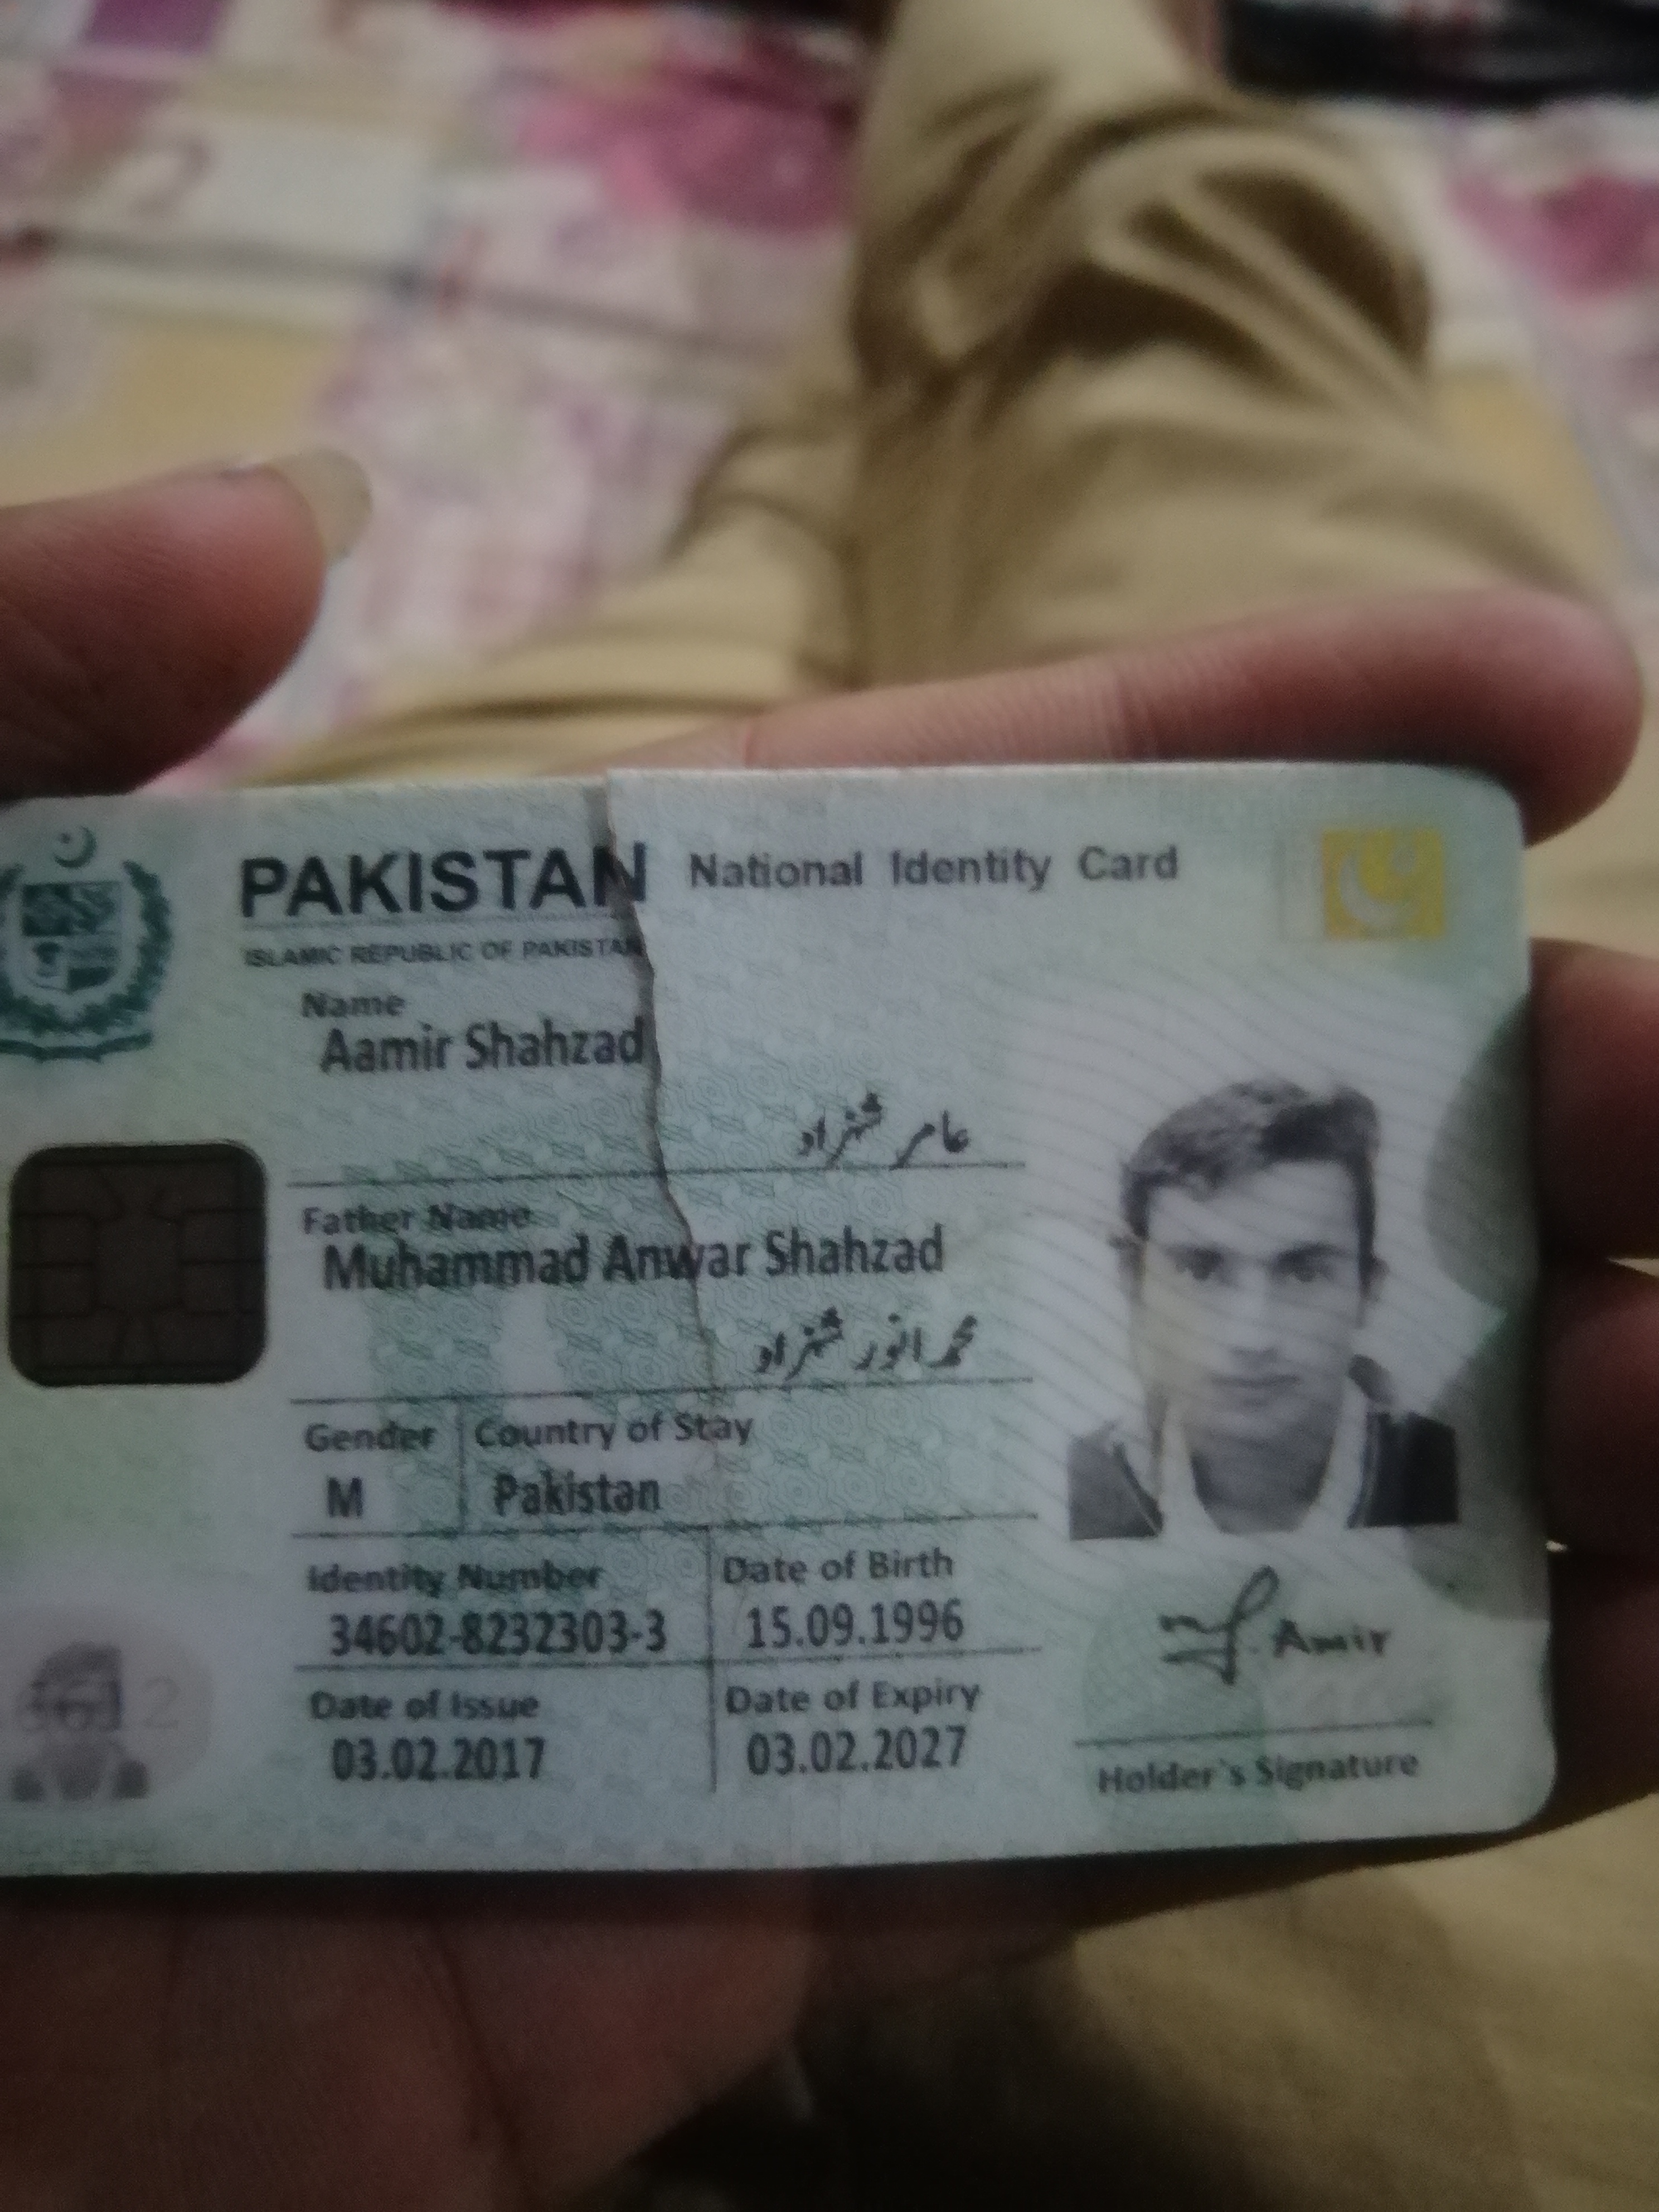 PAKISTAN National Identity Card
ISLAMIC REPUBLIC OF PAKISTAN
Name
Aamir Shahzad
عامر شہزاد
Father Name
Muhammad Anwar Shahzad
محمد انور شہزاد
Gender Country of Stay
M Pakistan
Identity Number Date of Birth
34602-8232303-3 15.09.1996
Date of Issue Date of Expiry
03.02.2017 03.02.2027
Amir
Holder's Signature